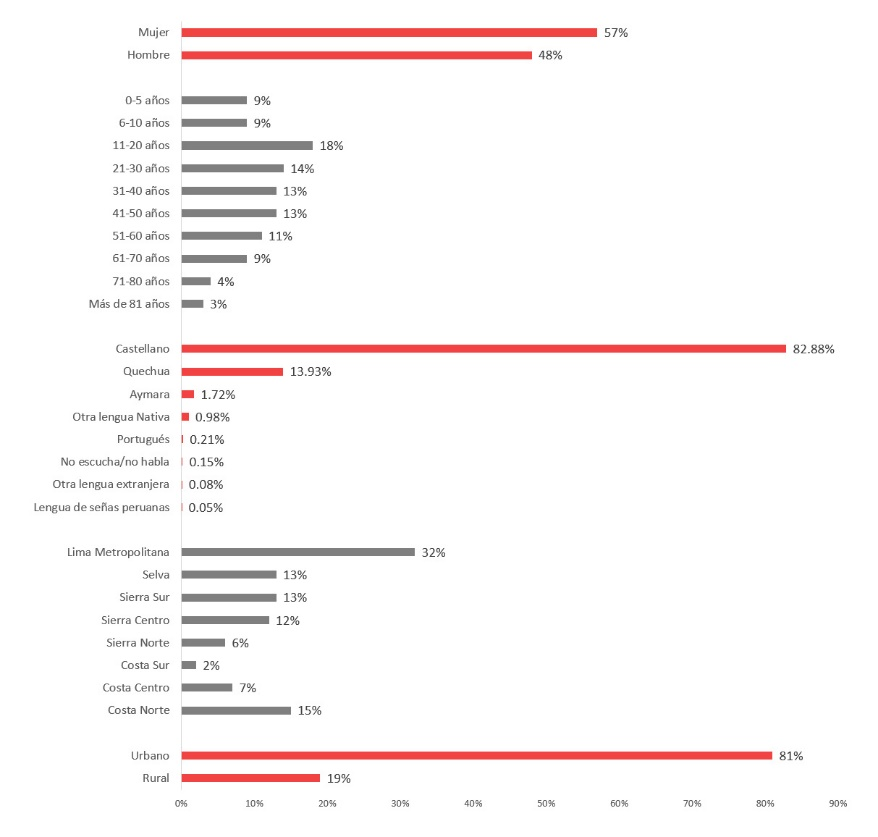 Mujer 57%
Hombre 48%
0-5 años 9%
6-10 años 9%
11-20 años 18%
21-30 años 14%
31-40 años 13%
41-50 años 13%
51-60 años 11%
61-70 años 9%
71-80 años 4%
Más de 81 años 3%
Castellano 82.88%
Quechua 13.93%
Aymara 1.72%
Otra lengua Nativa 0.98%
Portugués 0.21%
No escucha/no habla 0.15%
Otra lengua extranjera 0.08%
Lengua de señas peruanas 0.05%
Lima Metropolitana 32%
Selva 13%
Sierra Sur 13%
Sierra Centro 12%
Sierra Norte 6%
Costa Sur 2%
Costa Centro 7%
Costa Norte 15%
Urbano 81%
Rural 19%
0% 10% 20% 30% 40% 50% 60% 70% 80% 90%